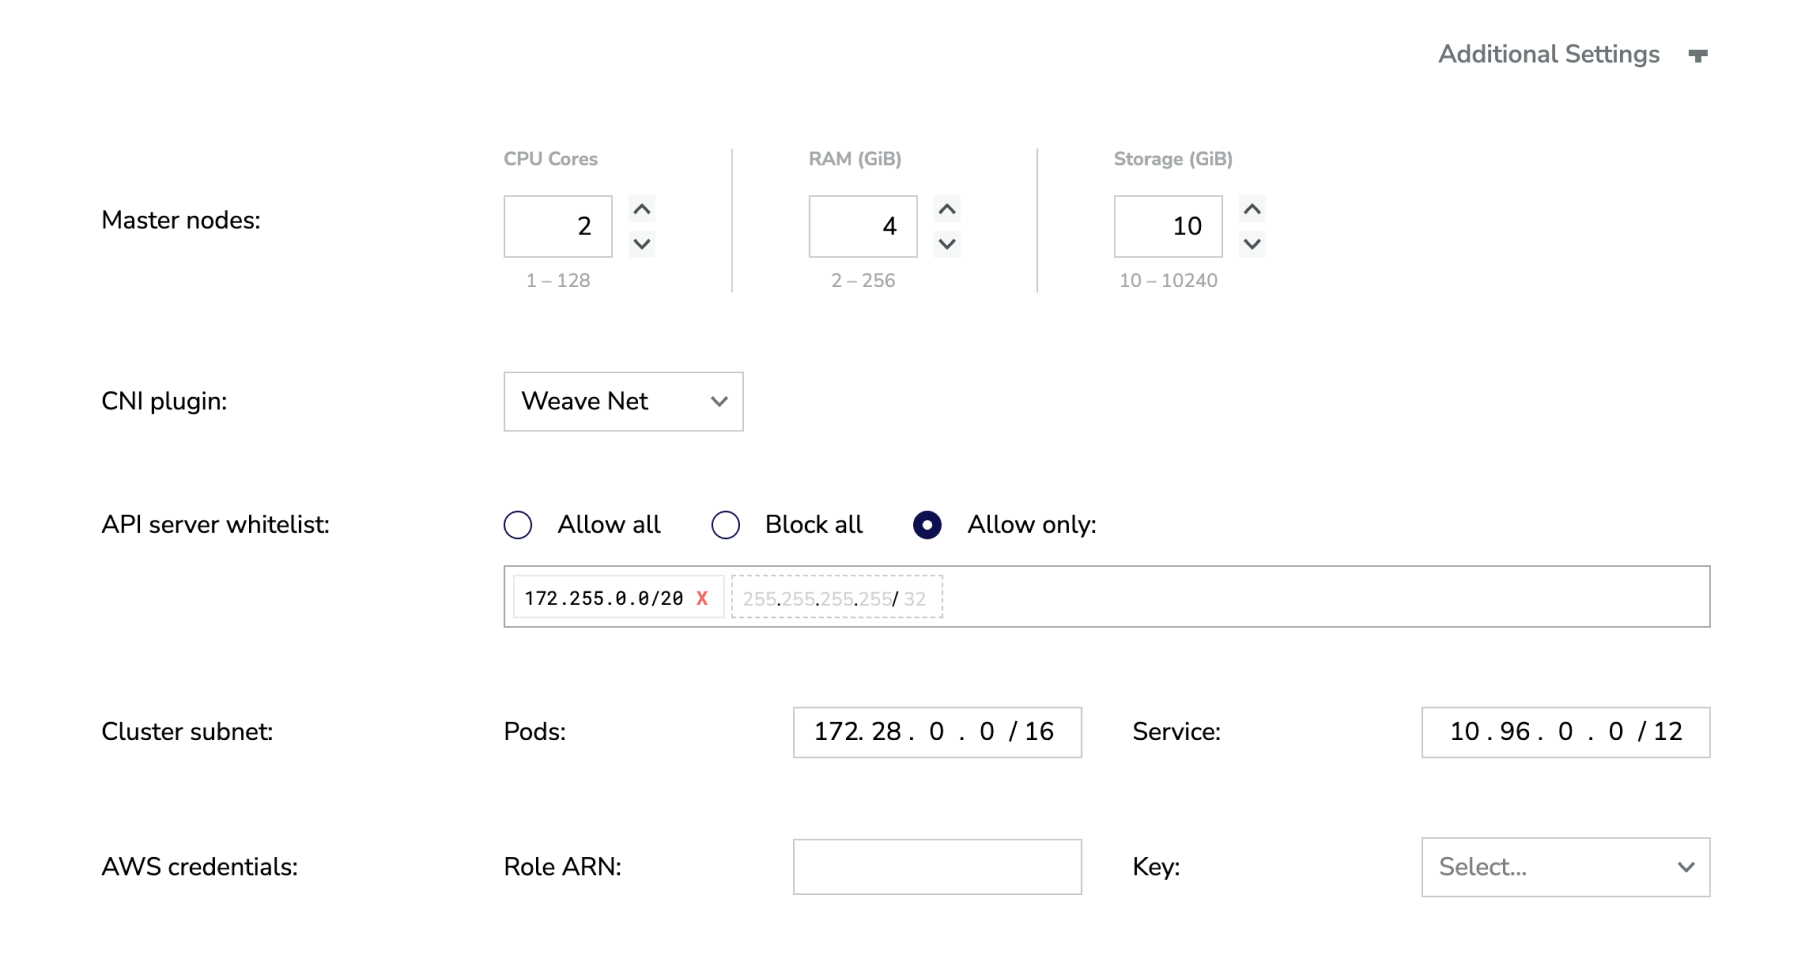 Additional Settings
CPU Cores RAM (GiB) Storage (GiB)
Master nodes: 2 4 10
1 – 128 2 – 256 10 – 10240
CNI plugin: Weave Net
API server whitelist: Allow all Block all Allow only:
172.255.0.0/20 X 255.255.255.255/ 32
Cluster subnet: Pods: 172. 28 . 0 . 0 / 16 Service: 10 . 96 . 0 . 0 / 12
AWS credentials: Role ARN: Key: Select...